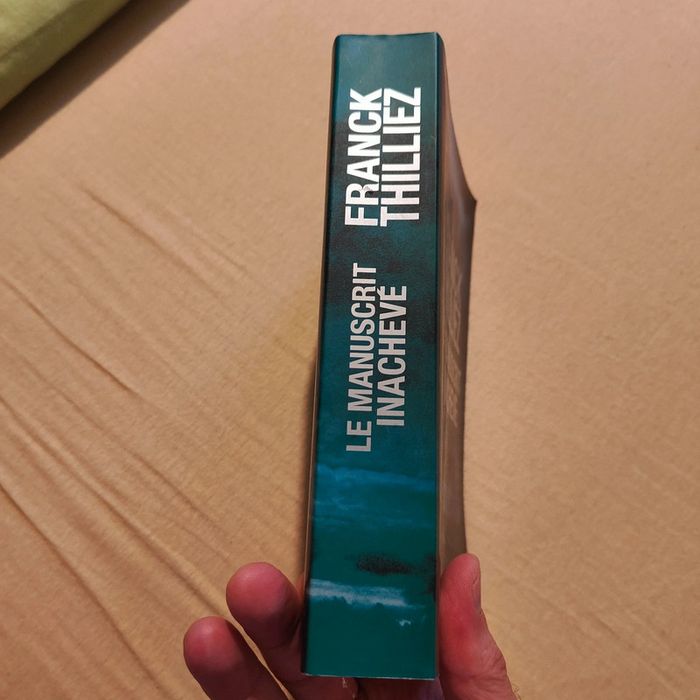 FRANCK
THILLIEZ
LE MANUSCRIT
INACHEVÉ